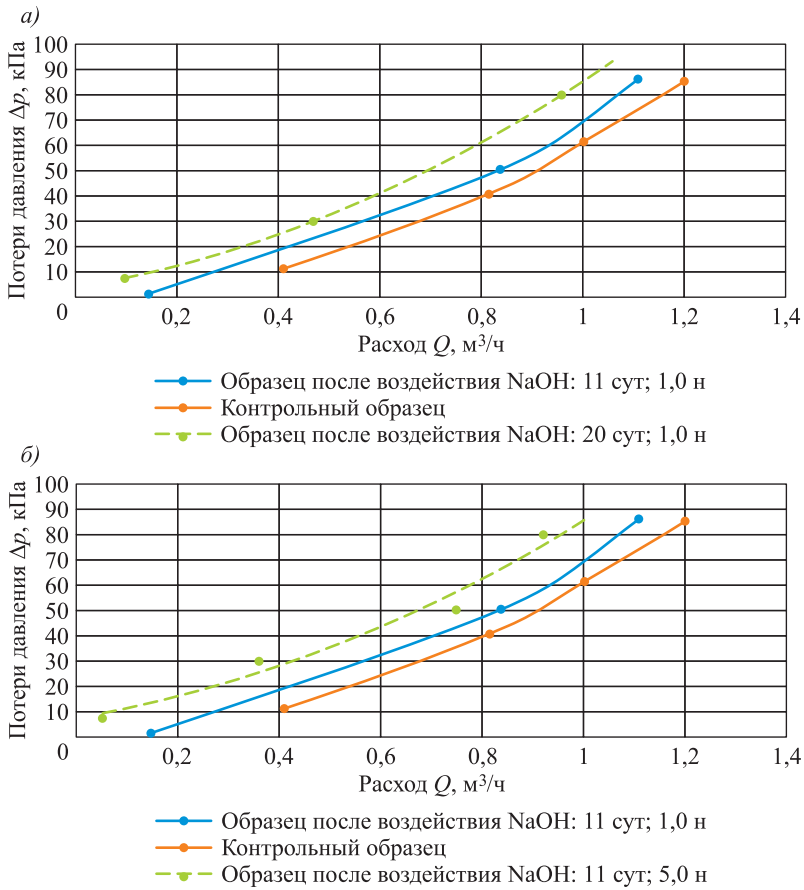 а)
Потери давления Δp, кПа
100
90
80
70
60
50
40
30
20
10
0
0,2 0,4 0,6 0,8 1 1,2 1,4
Расход Q, м³/ч
Образец после воздействия NaOH: 11 сут; 1,0 н
Контрольный образец
Образец после воздействия NaOH: 20 сут; 1,0 н
б)
Потери давления Δp, кПа
100
90
80
70
60
50
40
30
20
10
0
0,2 0,4 0,6 0,8 1 1,2 1,4
Расход Q, м³/ч
Образец после воздействия NaOH: 11 сут; 1,0 н
Контрольный образец
Образец после воздействия NaOH: 11 сут; 5,0 н